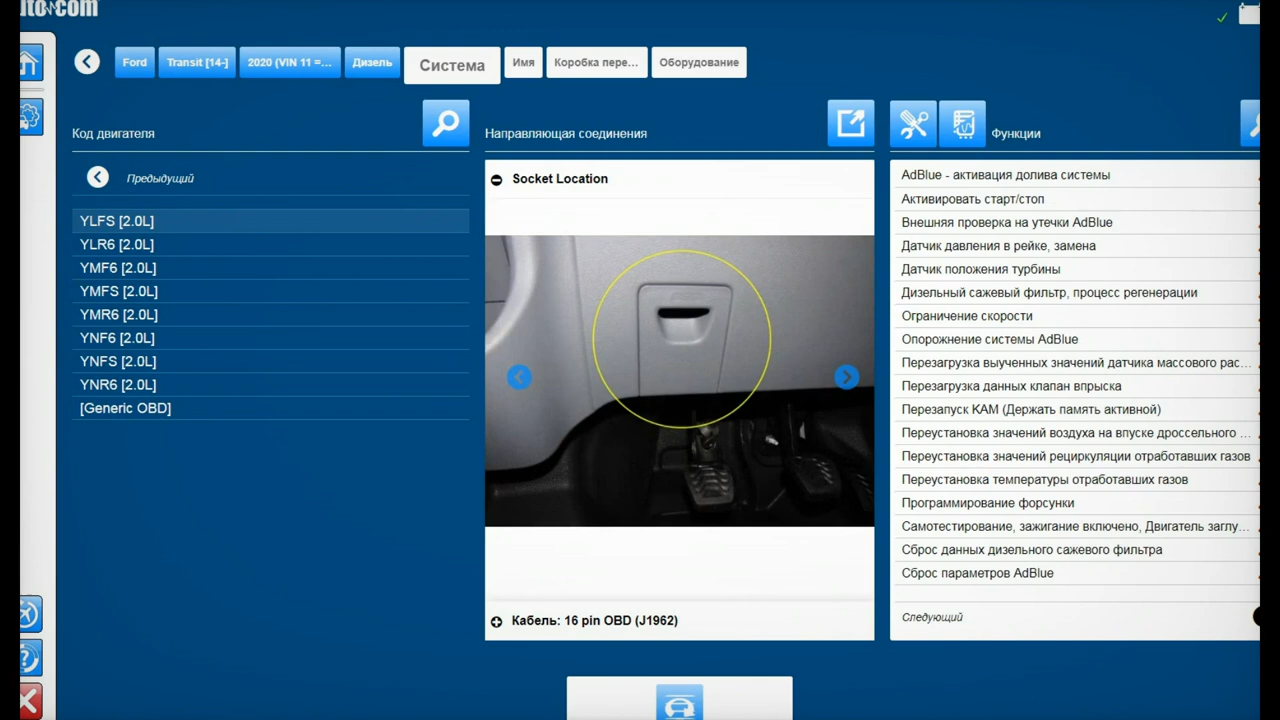 Ford
Transit [14-]
2020 (VIN 11 =...
Дизель
Система
Имя
Коробка пере...
Оборудование
Код двигателя
Предыдущий
YLFS [2.0L]
YLR6 [2.0L]
YMF6 [2.0L]
YMFS [2.0L]
YMR6 [2.0L]
YNF6 [2.0L]
YNFS [2.0L]
YNR6 [2.0L]
[Generic OBD]
Направляющая соединения
Socket Location
Кабель: 16 pin OBD (J1962)
Функции
AdBlue - активация долива системы
Активировать старт/стоп
Внешняя проверка на утечки AdBlue
Датчик давления в рейке, замена
Датчик положения турбины
Дизельный сажевый фильтр, процесс регенерации
Ограничение скорости
Опорожнение системы AdBlue
Перезагрузка выученных значений датчика массового рас...
Перезагрузка данных клапан впрыска
Перезапуск KAM (Держать память активной)
Переустановка значений воздуха на впуске дроссельного ...
Переустановка значений рециркуляции отработавших газов
Переустановка температуры отработавших газов
Программирование форсунки
Самотестирование, зажигание включено, Двигатель заглу...
Сброс данных дизельного сажевого фильтра
Сброс параметров AdBlue
Следующий